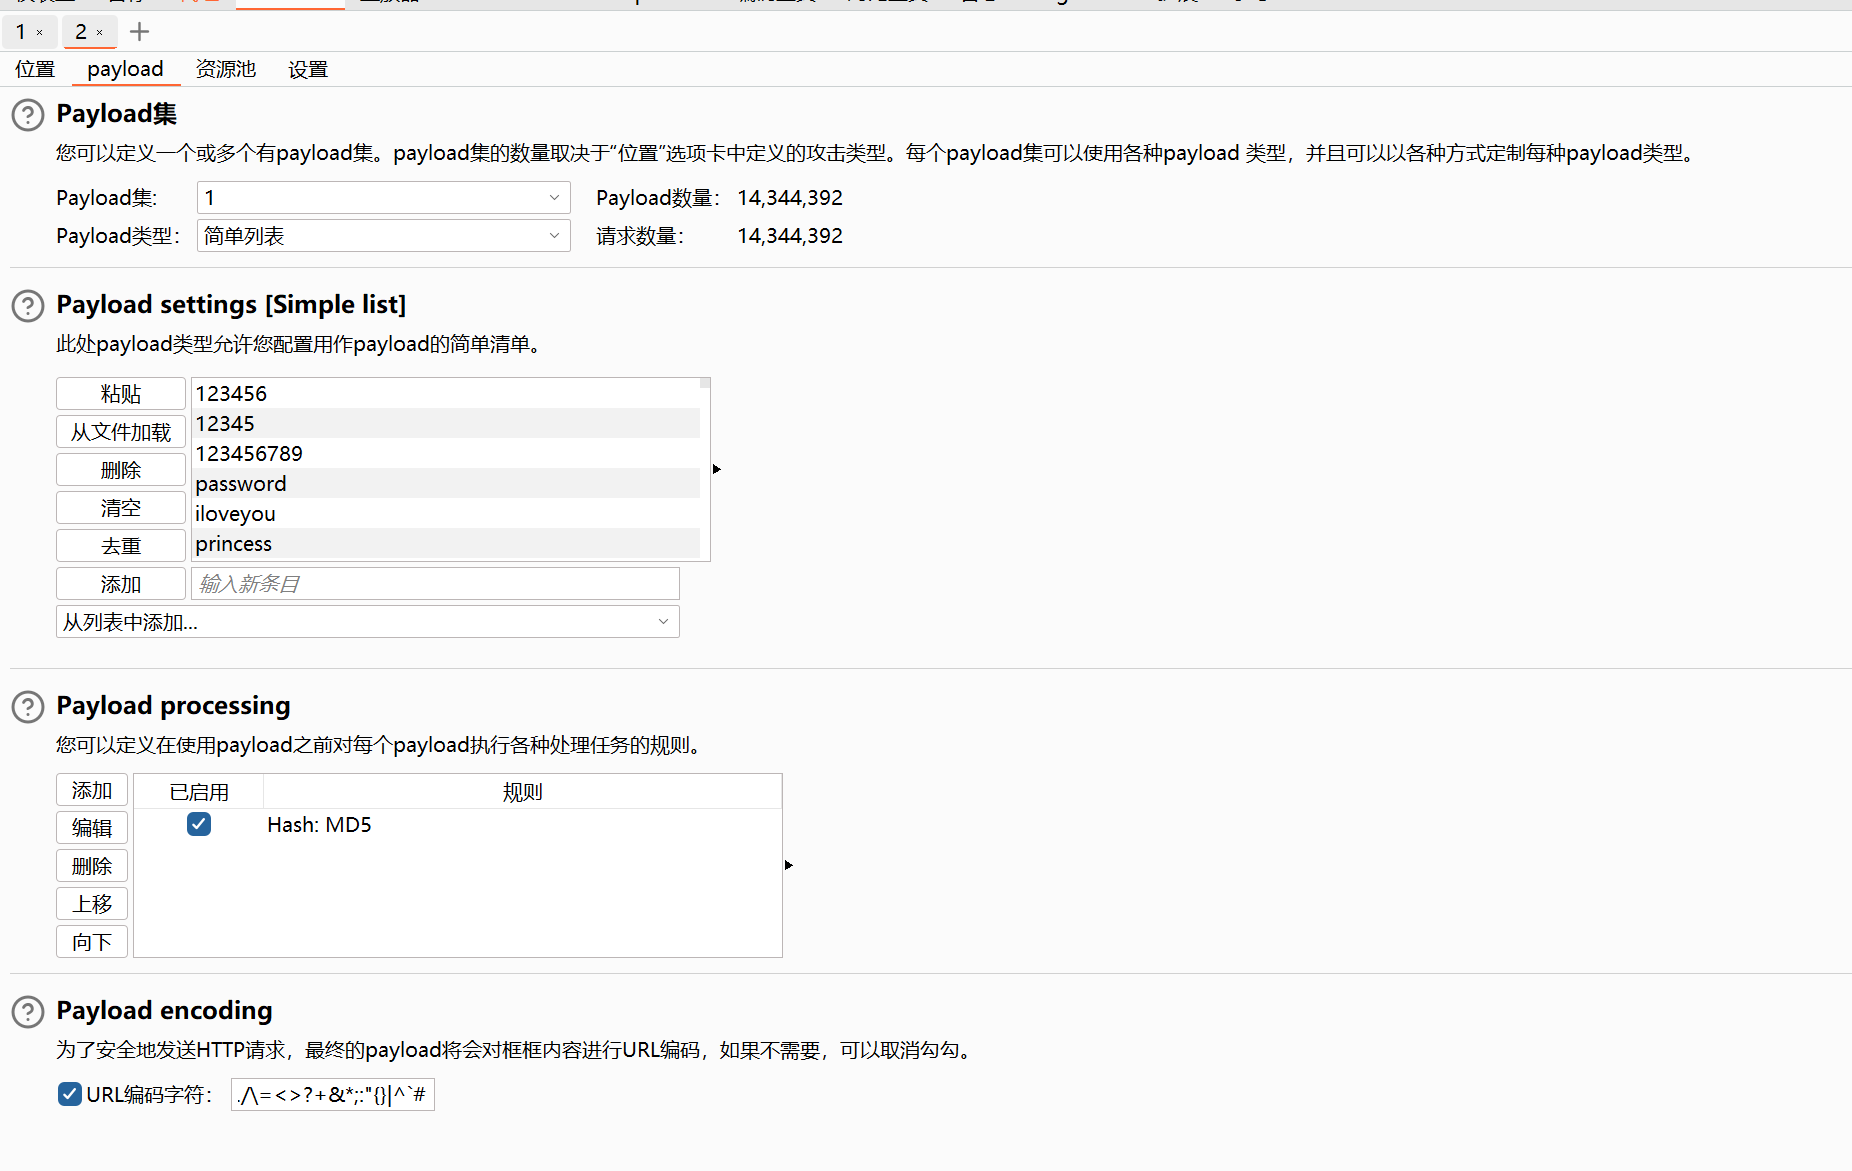 1 × 2 × +
位置 payload 资源池 设置
Payload集
您可以定义一个或多个有payload集。payload集的数量取决于“位置”选项卡中定义的攻击类型。每个payload集可以使用各种payload 类型，并且可以以各种方式定制每种payload类型。
Payload集: 1 Payload数量： 14,344,392
Payload类型： 简单列表 请求数量： 14,344,392
Payload settings [Simple list]
此处payload类型允许您配置用作payload的简单清单。
粘贴 123456
从文件加载 12345
删除 123456789
清空 password
去重 iloveyou
princess
添加 输入新条目
从列表中添加...
Payload processing
您可以定义在使用payload之前对每个payload执行各种处理任务的规则。
添加 已启用 规则
编辑 Hash: MD5
删除
上移
向下
Payload encoding
为了安全地发送HTTP请求，最终的payload将会对框框内容进行URL编码，如果不需要，可以取消勾勾。
URL编码字符： ./\=<>?+&*;:"{}|^`#